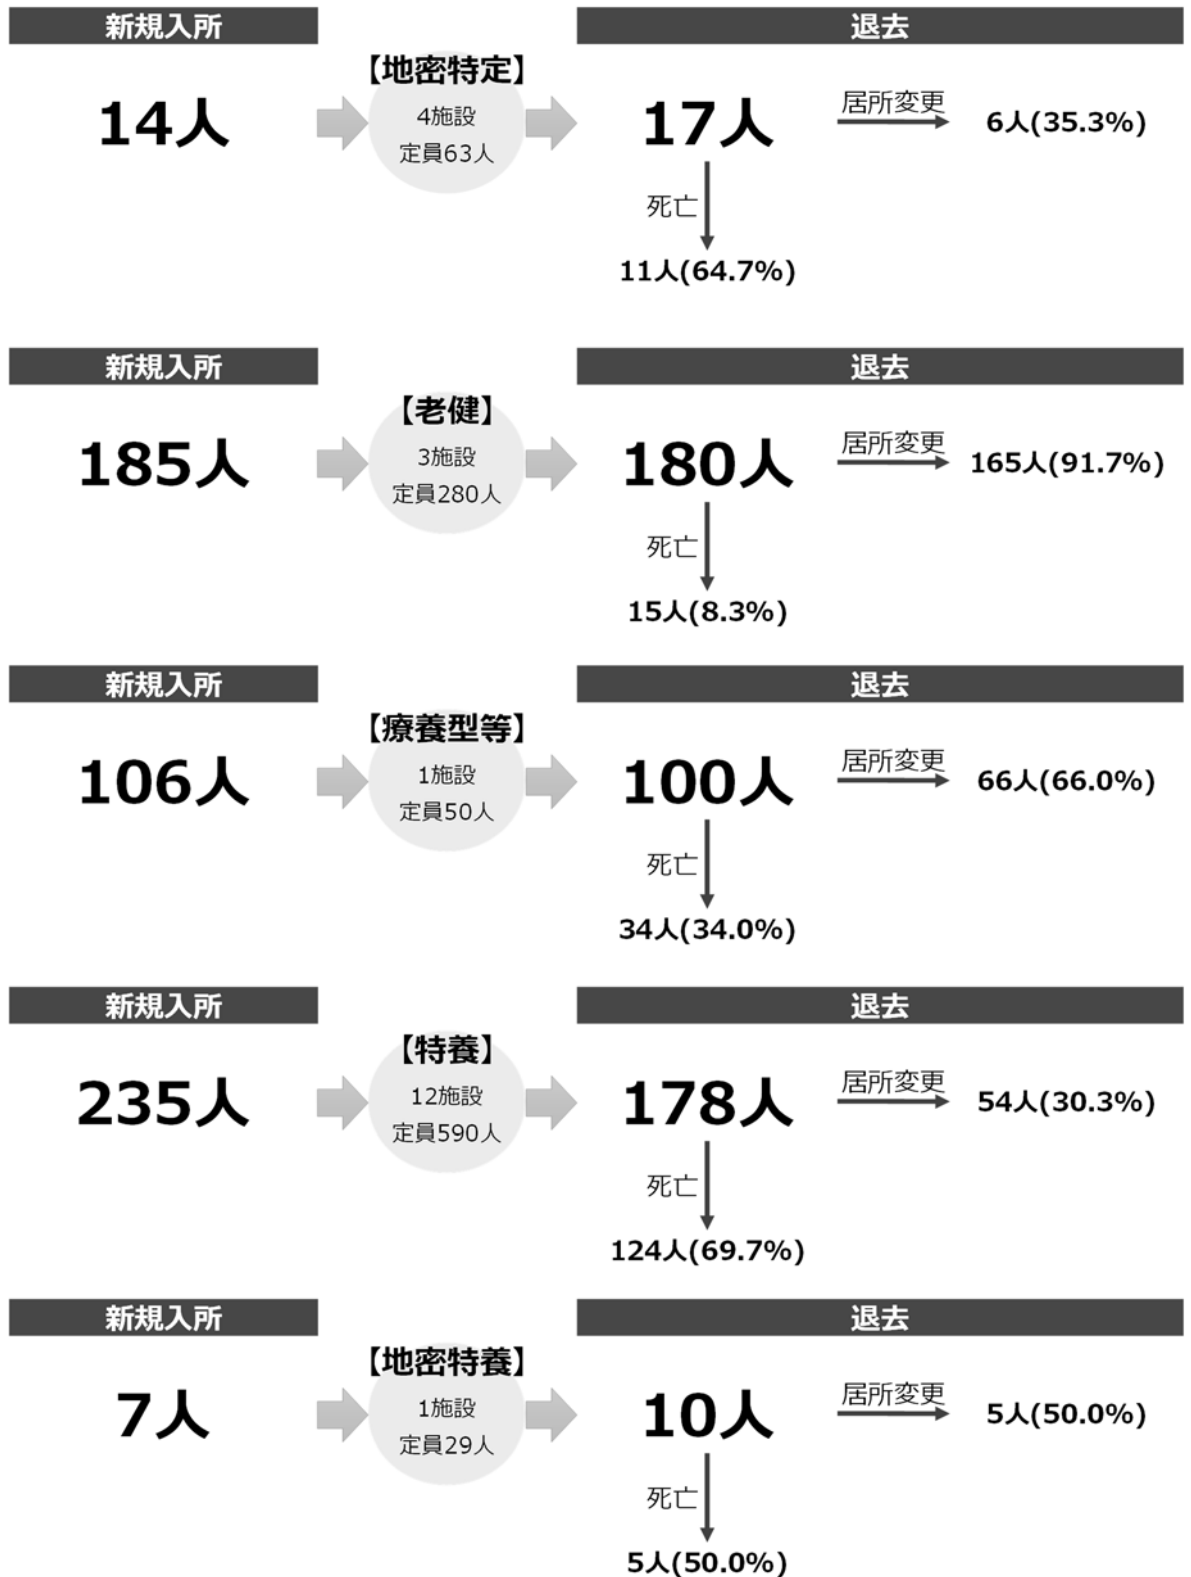 新規入所
退去
【地密特定】
4施設
定員63人
14人
17人
居所変更
6人(35.3%)
死亡
11人(64.7%)
新規入所
退去
【老健】
3施設
定員280人
185人
180人
居所変更
165人(91.7%)
死亡
15人(8.3%)
新規入所
退去
【療養型等】
1施設
定員50人
106人
100人
居所変更
66人(66.0%)
死亡
34人(34.0%)
新規入所
退去
【特養】
12施設
定員590人
235人
178人
居所変更
54人(30.3%)
死亡
124人(69.7%)
新規入所
退去
【地密特養】
1施設
定員29人
7人
10人
居所変更
5人(50.0%)
死亡
5人(50.0%)